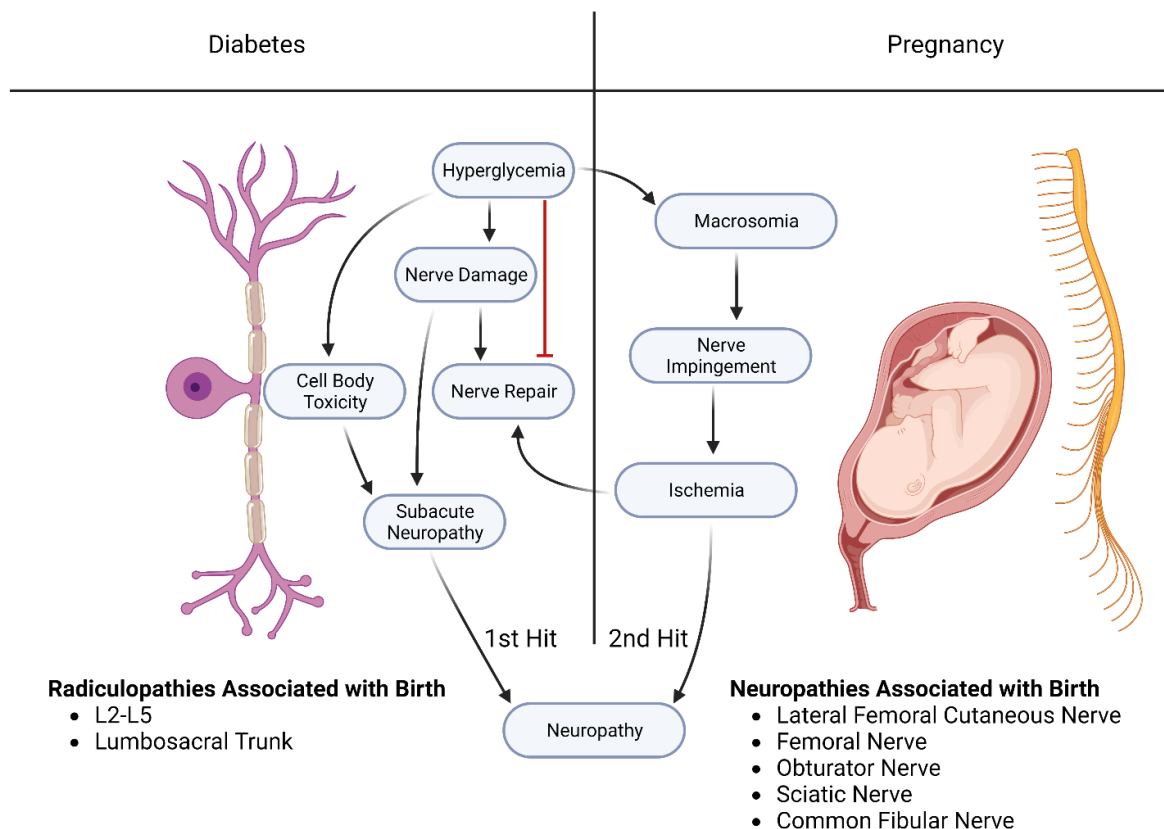 Diabetes
Pregnancy
Hyperglycemia
Macrosomia
Nerve Damage
Nerve
Impingement
Cell Body
Toxicity
Nerve Repair
Ischemia
Subacute
Neuropathy
1st Hit
2nd Hit
Neuropathy
Radiculopathies Associated with Birth
• L2-L5
• Lumbosacral Trunk
Neuropathies Associated with Birth
• Lateral Femoral Cutaneous Nerve
• Femoral Nerve
• Obturator Nerve
• Sciatic Nerve
• Common Fibular Nerve